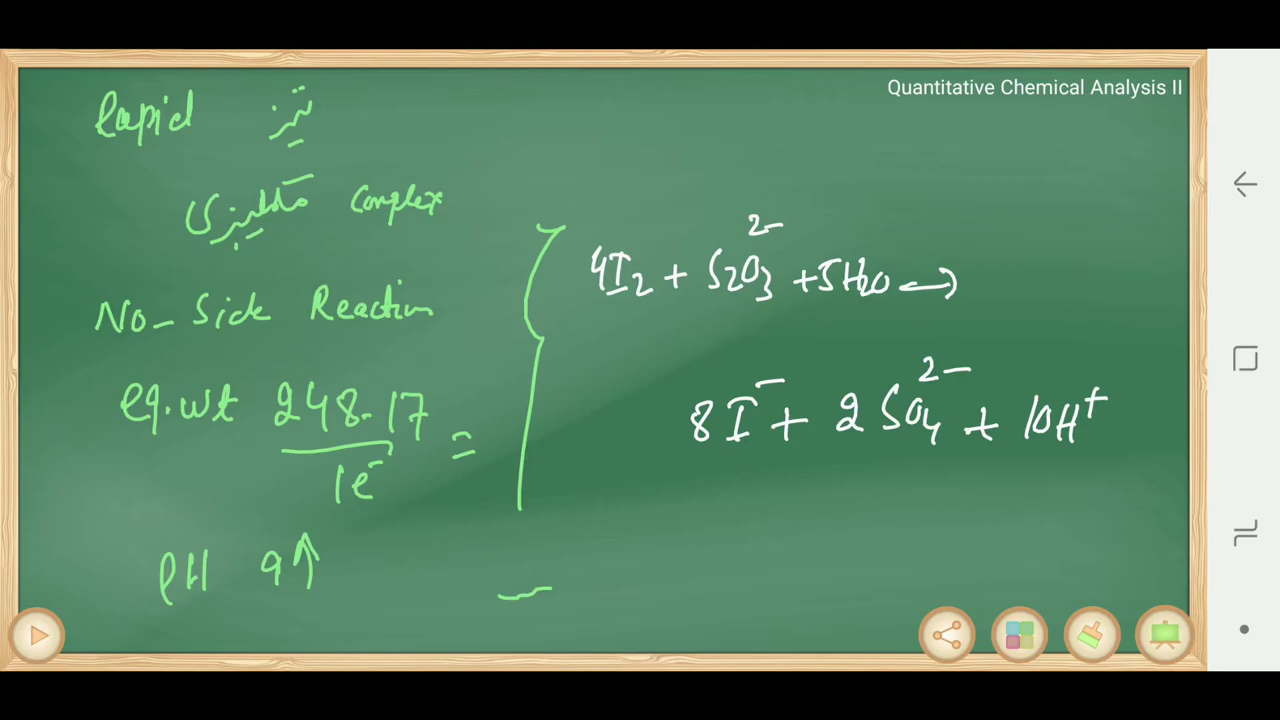 Quantitative Chemical Analysis II
Rapid تیز
complex
No-Side Reaction
eq.wt 248.17 =
1e⁻
PH 9↑
4I₂ + S₂O₃²⁻ + 5H₂O ⟶
8I⁻ + 2SO₄²⁻ + 10H⁺